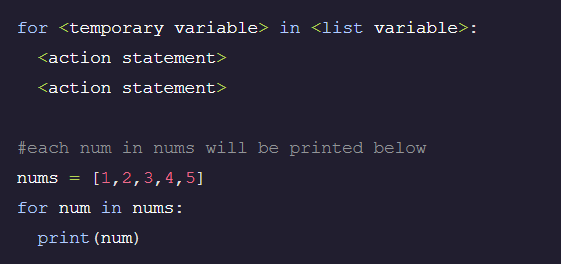 for <temporary variable> in <list variable>:
  <action statement>
  <action statement>

#each num in nums will be printed below
nums = [1,2,3,4,5]
for num in nums:
  print(num)